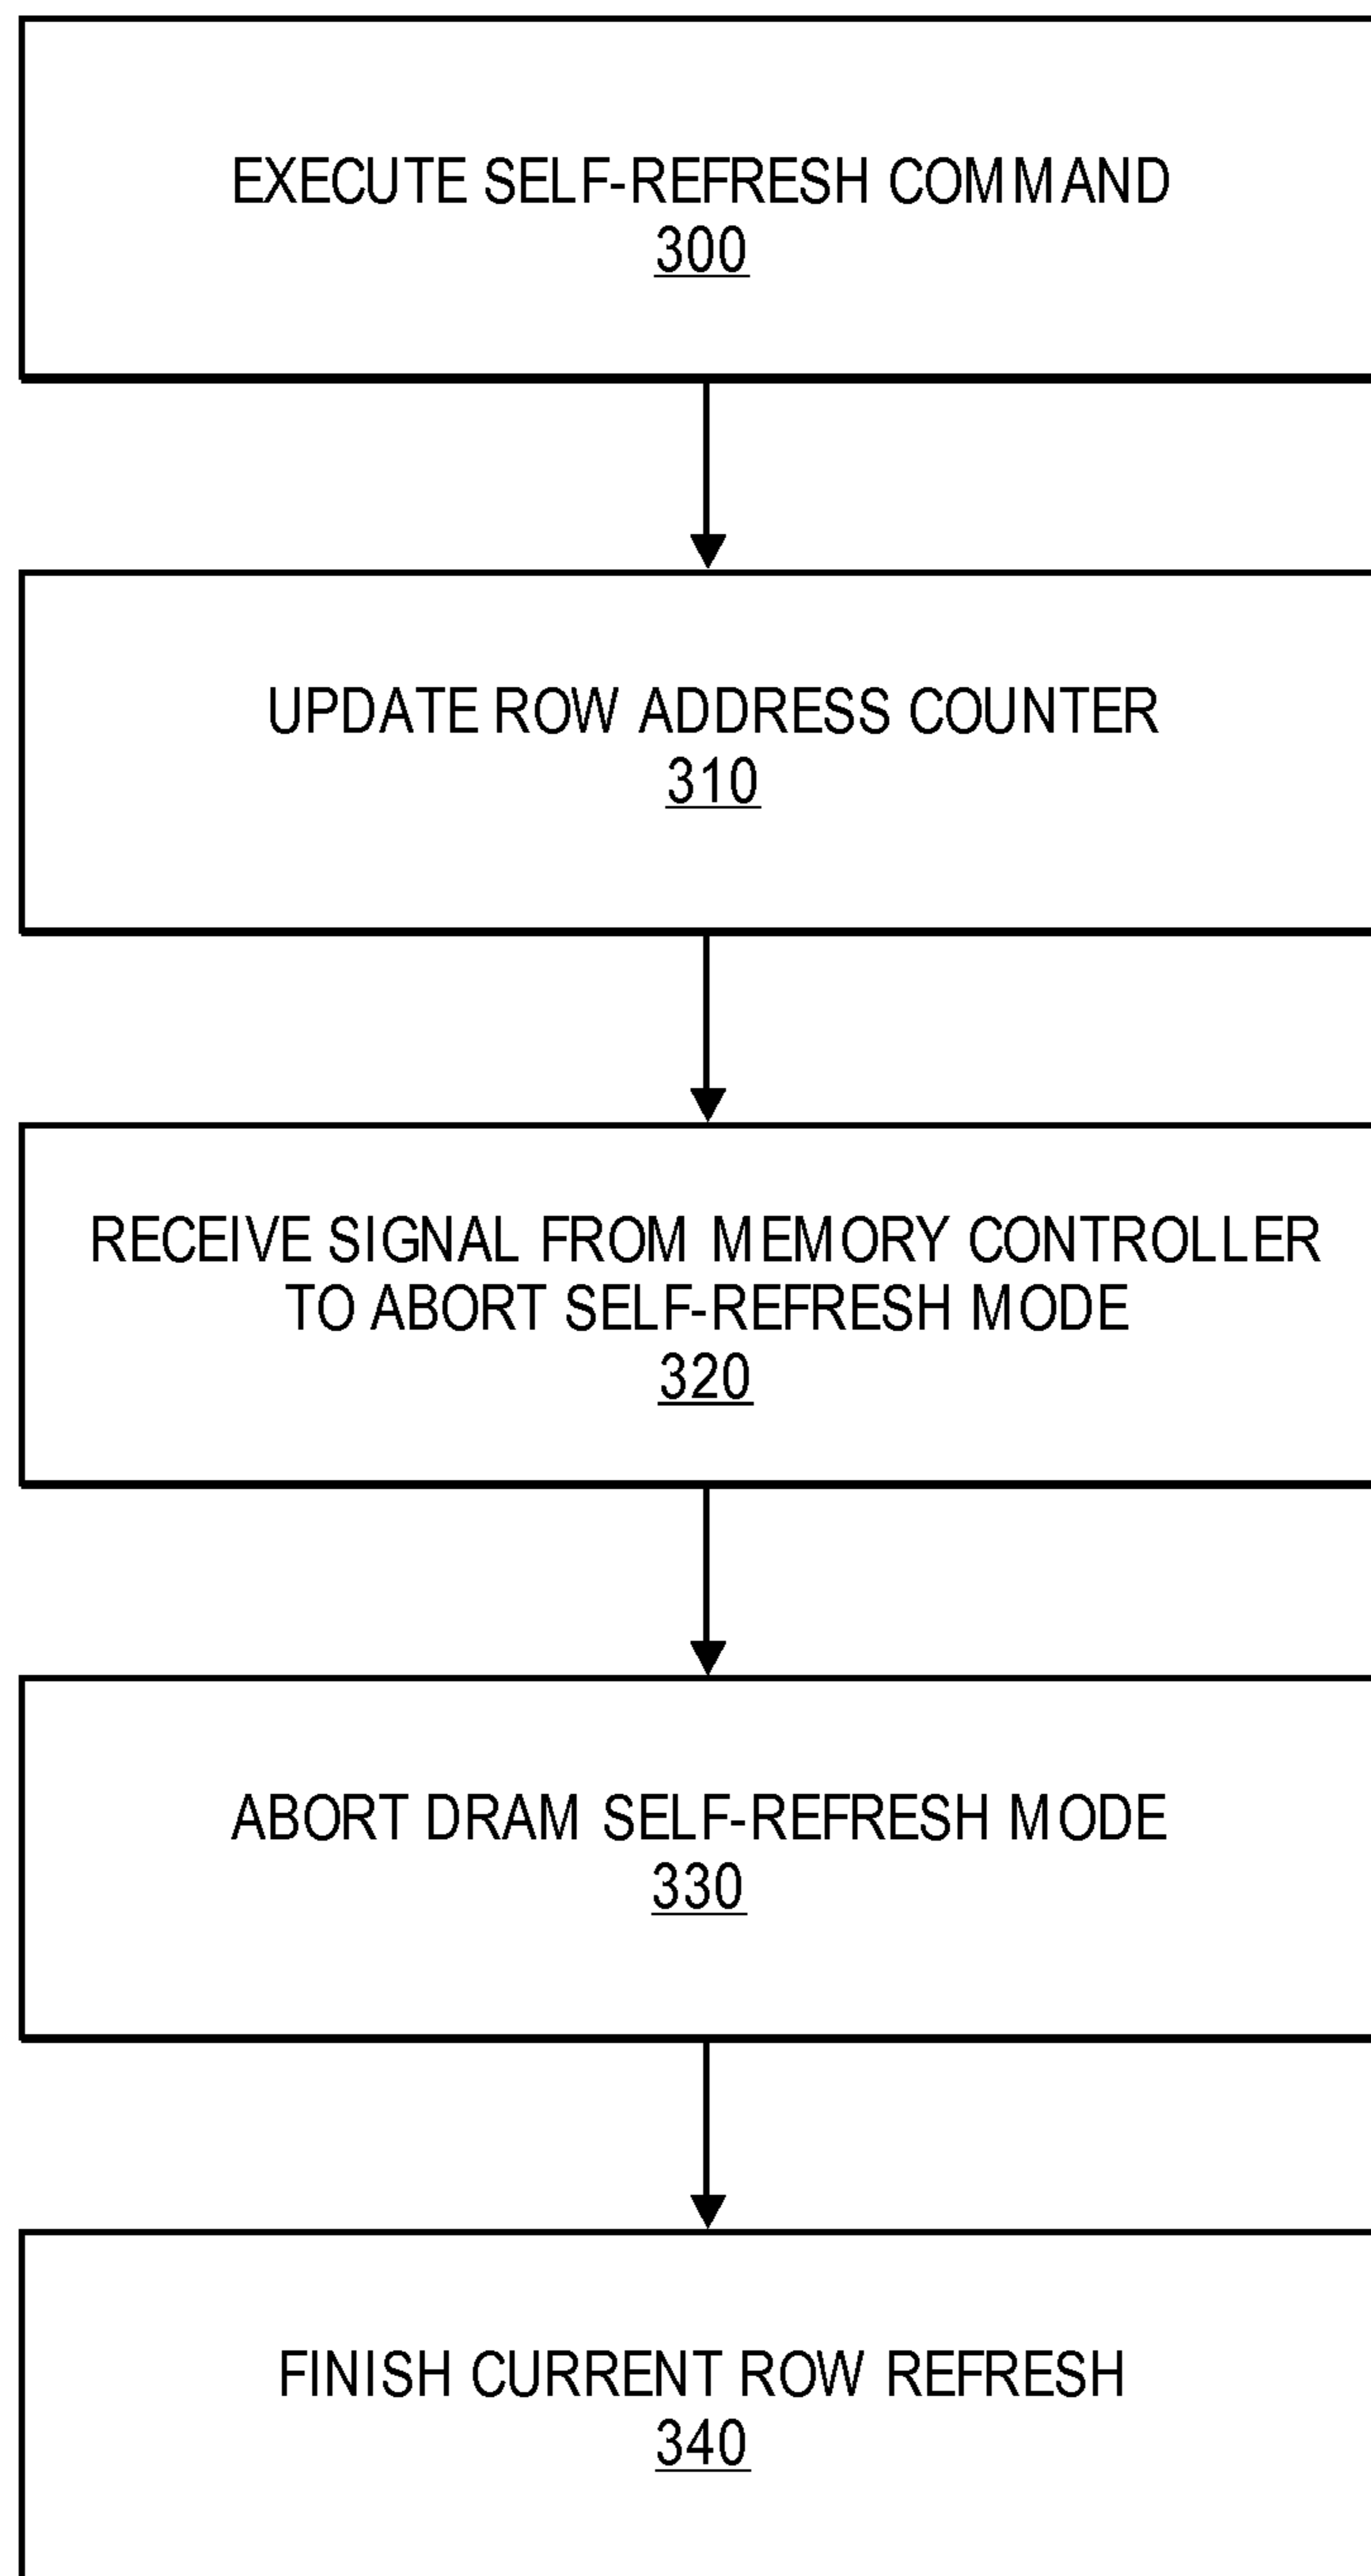 EXECUTE SELF-REFRESH COMMAND
300
UPDATE ROW ADDRESS COUNTER
310
RECEIVE SIGNAL FROM MEMORY CONTROLLER
TO ABORT SELF-REFRESH MODE
320
ABORT DRAM SELF-REFRESH MODE
330
FINISH CURRENT ROW REFRESH
340